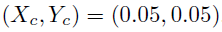 (X_c, Y_c) = (0.05, 0.05)